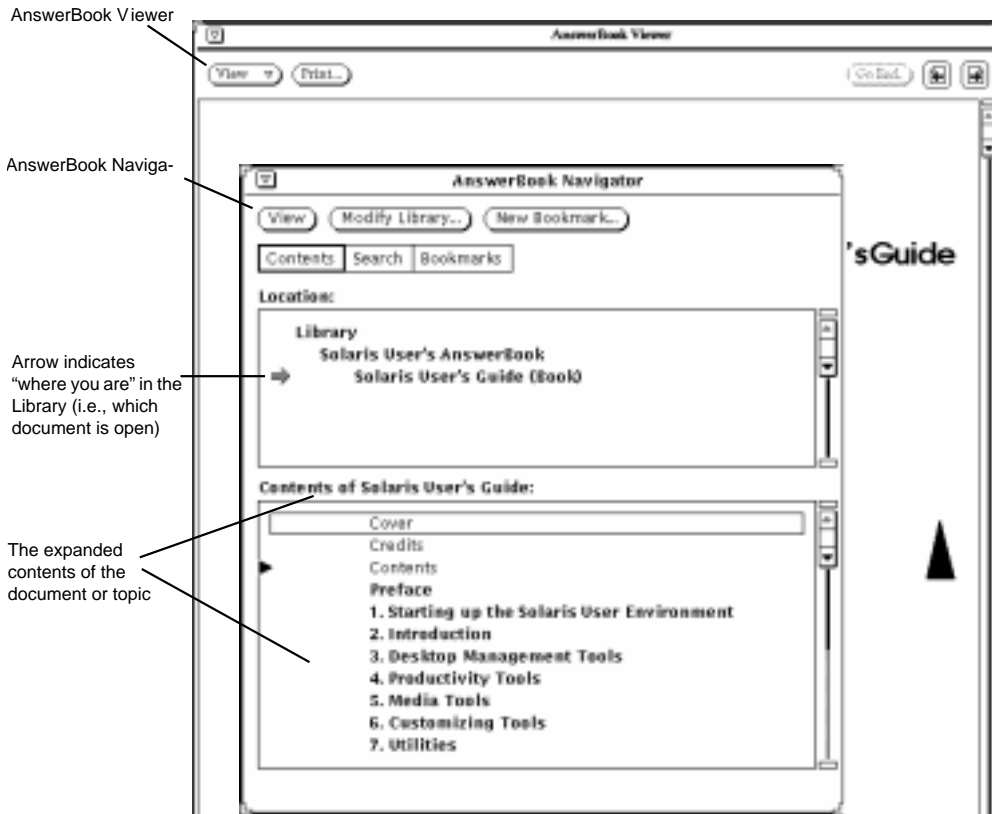 AnswerBook Viewer
AnswerBook Viewer
View
Print...
AnswerBook Naviga-
AnswerBook Navigator
View
Modify Library...
New Bookmark...
Contents
Search
Bookmarks
'sGuide
Location:
Library
Solaris User's AnswerBook
Solaris User's Guide (Book)
Arrow indicates
“where you are” in the
Library (i.e., which
document is open)
Contents of Solaris User's Guide:
Cover
Credits
Contents
Preface
1. Starting up the Solaris User Environment
2. Introduction
3. Desktop Management Tools
4. Productivity Tools
5. Media Tools
6. Customizing Tools
7. Utilities
The expanded
contents of the
document or topic